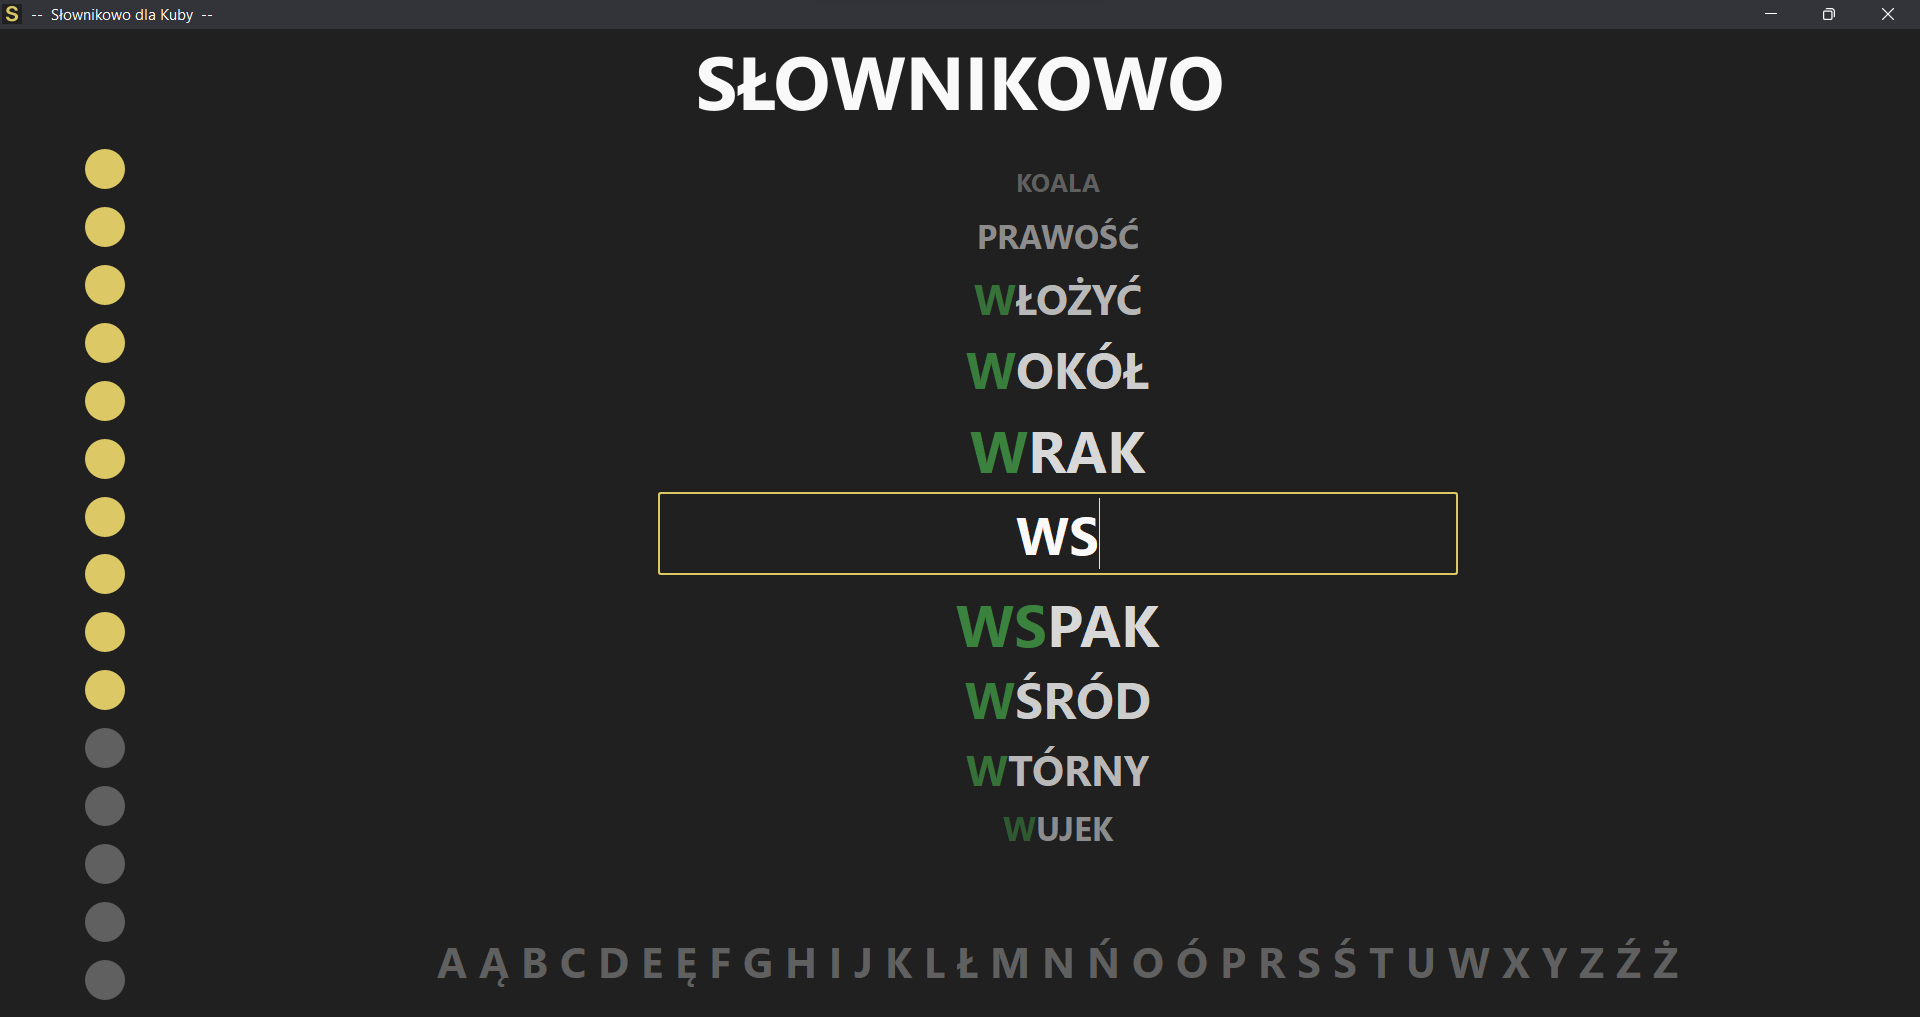 S -- Słownikowo dla Kuby --
SŁOWNIKOWO
KOALA
PRAWOŚĆ
WŁOŻYĆ
WOKÓŁ
WRAK
WS
WSPAK
WŚRÓD
WTÓRNY
WUJEK
A Ą B C D E Ę F G H I J K L Ł M N Ń O Ó P R S Ś T U W X Y Z Ź Ż